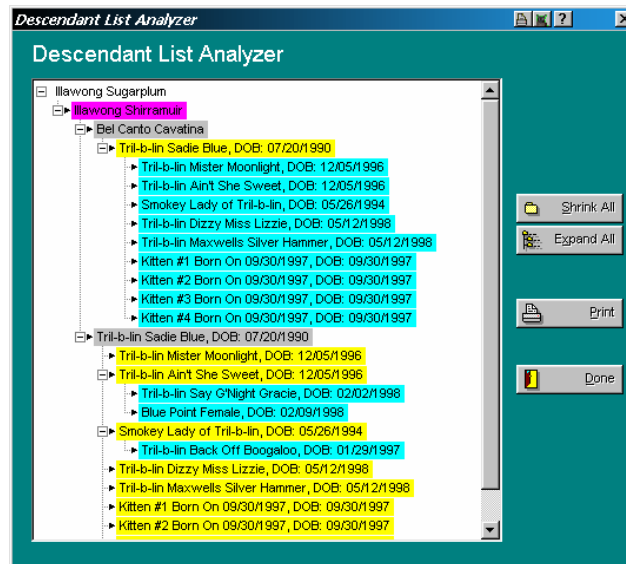 Descendant List Analyzer
Descendant List Analyzer
Illawong Sugarplum
Illawong Shirramuir
Bel Canto Cavatina
Tril-b-lin Sadie Blue, DOB: 07/20/1990
Tril-b-lin Mister Moonlight, DOB: 12/05/1996
Tril-b-lin Ain't She Sweet, DOB: 12/05/1996
Smokey Lady of Tril-b-lin, DOB: 05/26/1994
Tril-b-lin Dizzy Miss Lizzie, DOB: 05/12/1998
Tril-b-lin Maxwells Silver Hammer, DOB: 05/12/1998
Kitten #1 Born On 09/30/1997, DOB: 09/30/1997
Kitten #2 Born On 09/30/1997, DOB: 09/30/1997
Kitten #3 Born On 09/30/1997, DOB: 09/30/1997
Kitten #4 Born On 09/30/1997, DOB: 09/30/1997
Tril-b-lin Sadie Blue, DOB: 07/20/1990
Tril-b-lin Mister Moonlight, DOB: 12/05/1996
Tril-b-lin Ain't She Sweet, DOB: 12/05/1996
Tril-b-lin Say G'Night Gracie, DOB: 02/02/1998
Blue Point Female, DOB: 02/09/1998
Smokey Lady of Tril-b-lin, DOB: 05/26/1994
Tril-b-lin Back Off Boogaloo, DOB: 01/29/1997
Tril-b-lin Dizzy Miss Lizzie, DOB: 05/12/1998
Tril-b-lin Maxwells Silver Hammer, DOB: 05/12/1998
Kitten #1 Born On 09/30/1997, DOB: 09/30/1997
Kitten #2 Born On 09/30/1997, DOB: 09/30/1997
Shrink All
Expand All
Print
Done